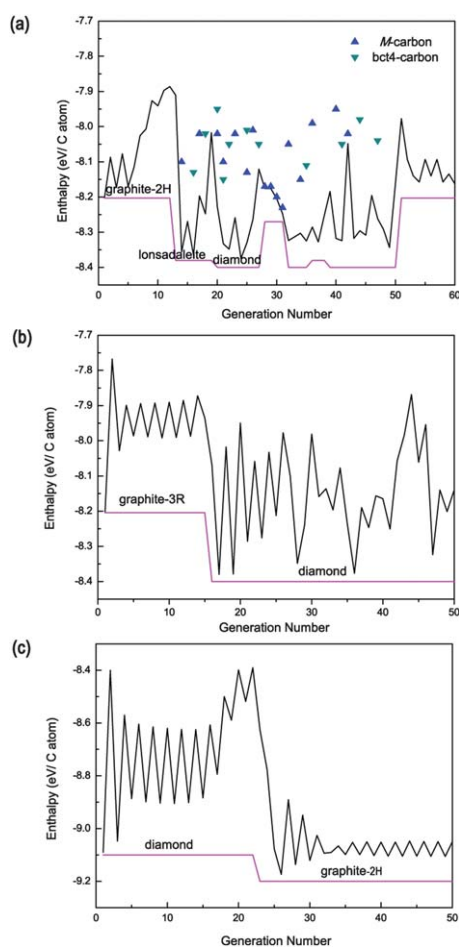 (a)
M-carbon
bct4-carbon
Enthalpy (eV/ C atom)
-7.7
-7.8
-7.9
-8.0
-8.1
-8.2
-8.3
-8.4
graphite-2H
lonsadaleite
diamond
0 10 20 30 40 50 60
Generation Number
(b)
Enthalpy (eV/ C atom)
-7.7
-7.8
-7.9
-8.0
-8.1
-8.2
-8.3
-8.4
graphite-3R
diamond
0 10 20 30 40 50
Generation Number
(c)
Enthalpy (eV/ C atom)
-8.4
-8.6
-8.8
-9.0
-9.2
diamond
graphite-2H
0 10 20 30 40 50
Generation Number